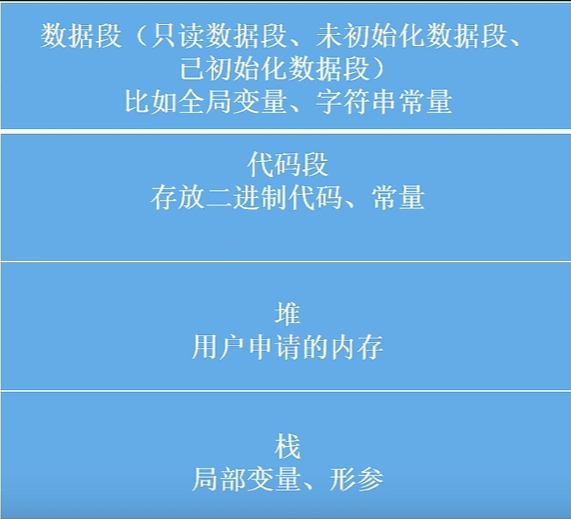 数据段（只读数据段、未初始化数据段、
已初始化数据段）
比如全局变量、字符串常量
代码段
存放二进制代码、常量
堆
用户申请的内存
栈
局部变量、形参